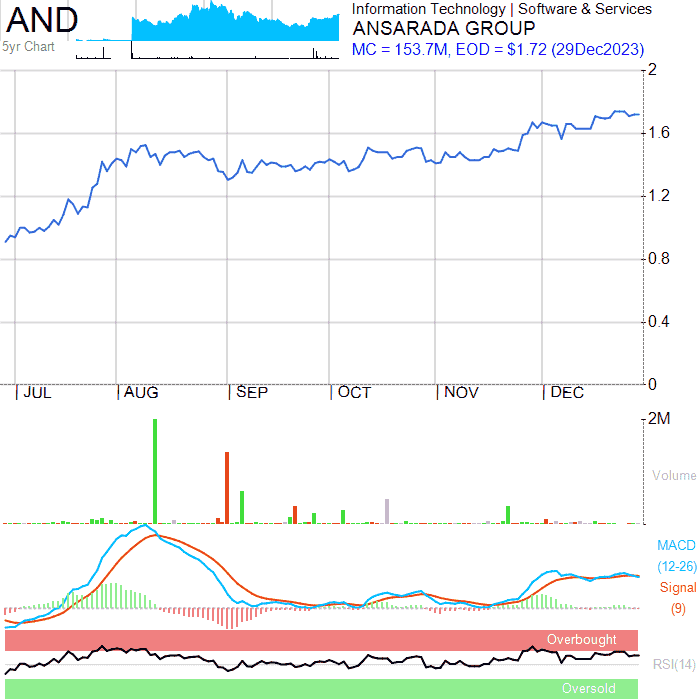 AND
5yr Chart
Information Technology | Software & Services
ANSARADA GROUP
MC = 153.7M, EOD = $1.72 (29Dec2023)
2
1.6
1.2
0.8
0.4
0
JUL AUG SEP OCT NOV DEC
2M
Volume
MACD
(12-26)
Signal
(9)
Overbought
RSI(14)
Oversold